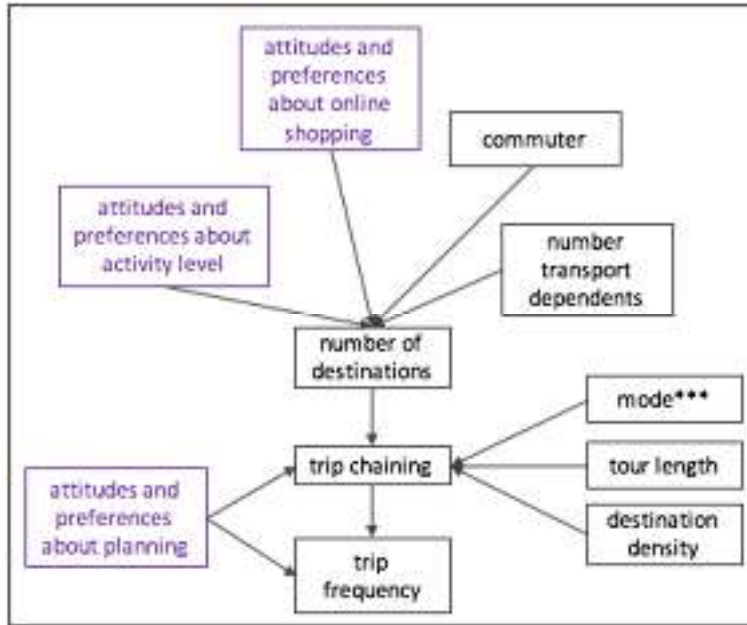 attitudes and
preferences
about online
shopping
commuter
attitudes and
preferences about
activity level
number
transport
dependents
number of
destinations
mode***
trip chaining
tour length
attitudes and
preferences
about planning
destination
density
trip
frequency